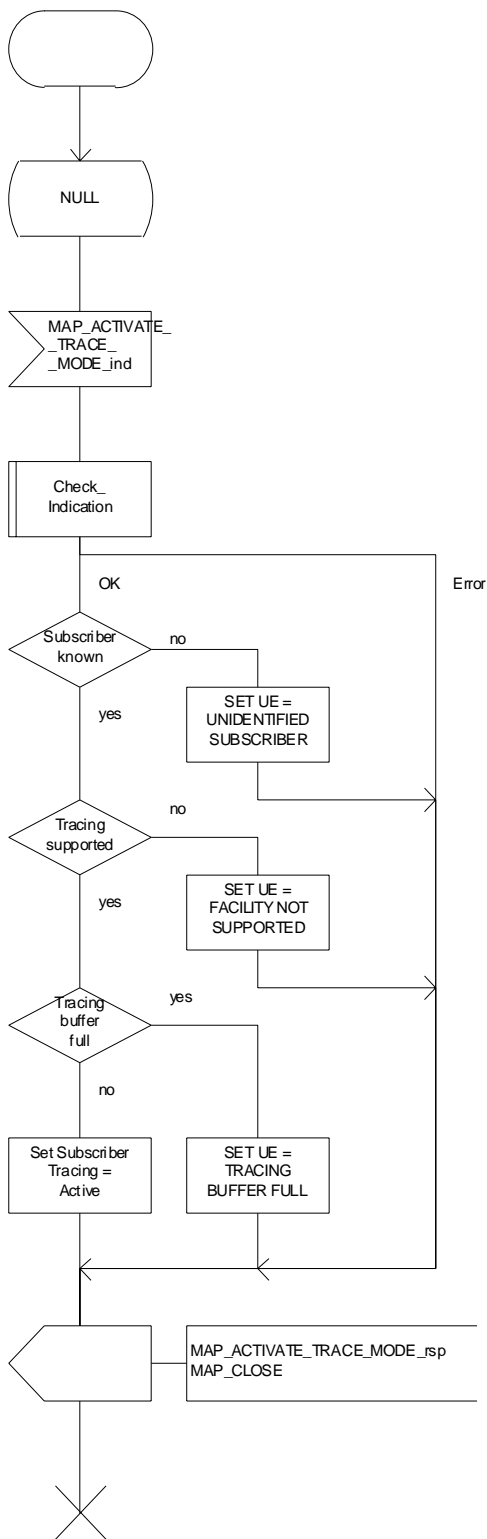 NULL
MAP_ACTIVATE_
_TRACE_
_MODE_ind
Check_
Indication
OK
Error
Subscriber
known
no
yes
SET UE =
UNIDENTIFIED
SUBSCRIBER
Tracing
supported
no
yes
SET UE =
FACILITY NOT
SUPPORTED
Tracing
buffer
full
yes
no
Set Subscriber
Tracing =
Active
SET UE =
TRACING
BUFFER FULL
MAP_ACTIVATE_TRACE_MODE_rsp
MAP_CLOSE